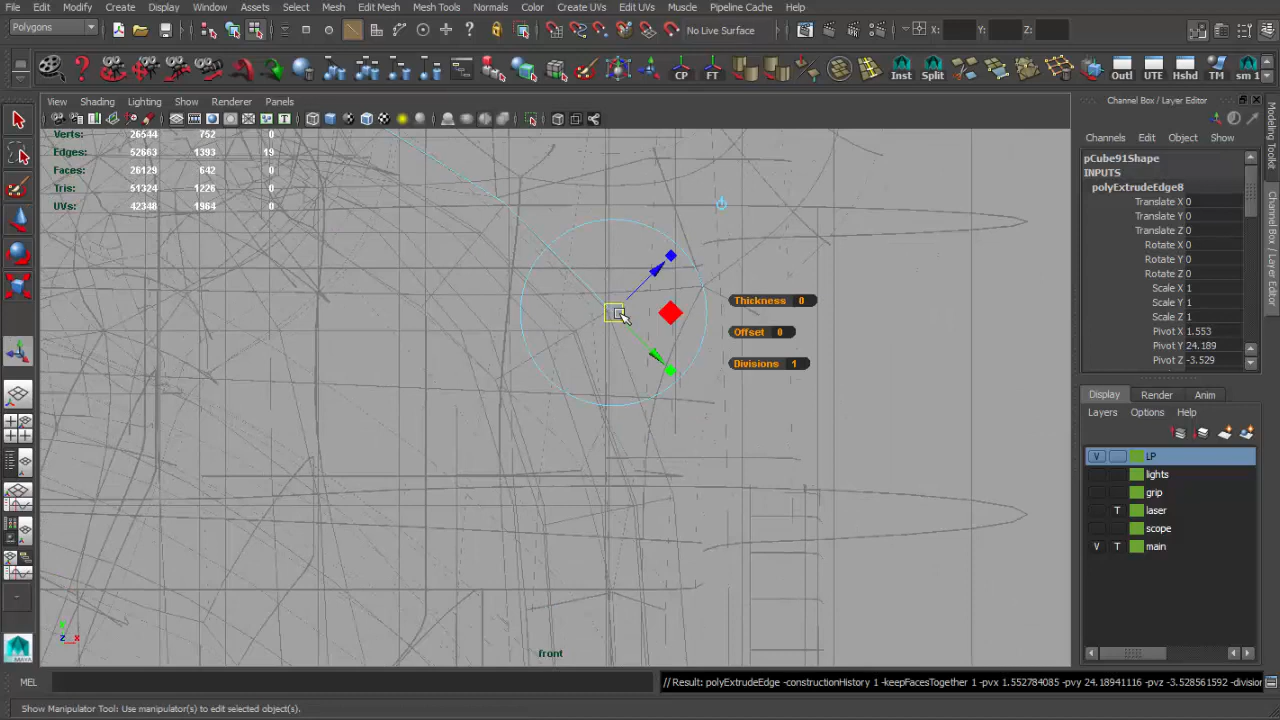 File Edit Modify Create Display Window Assets Select Mesh Edit Mesh Mesh Tools Normals Color Create UVs Edit UVs Muscle Pipeline Cache Help
Polygons No Live Surface X: Y: Z:
CP FT Inst Split Outl UTE Hshd TM sm 1
View Shading Lighting Show Renderer Panels
Channel Box / Layer Editor
Verts: 26544 752 0
Edges: 52663 1393 19
Faces: 26129 642 0
Tris: 51324 1226 0
UVs: 42348 1964 0
Channels Edit Object Show
pCube91Shape
INPUTS
polyExtrudeEdge8
Translate X 0
Translate Y 0
Translate Z 0
Rotate X 0
Rotate Y 0
Rotate Z 0
Scale X 1
Scale Y 1
Scale Z 1
Pivot X 1.553
Pivot Y 24.189
Pivot Z -3.529
Thickness 0
Offset 0
Divisions 1
Display Render Anim
Layers Options Help
V LP
lights
grip
T laser
scope
V T main
Modeling Toolkit
Channel Box / Layer Editor
y
z x
front
MAYA
MEL // Result: polyExtrudeEdge -constructionHistory 1 -keepFacesTogether 1 -pvx 1.552784085 -pvy 24.18941116 -pvz -3.528561592 -division
Show Manipulator Tool: Use manipulator(s) to edit selected object(s).